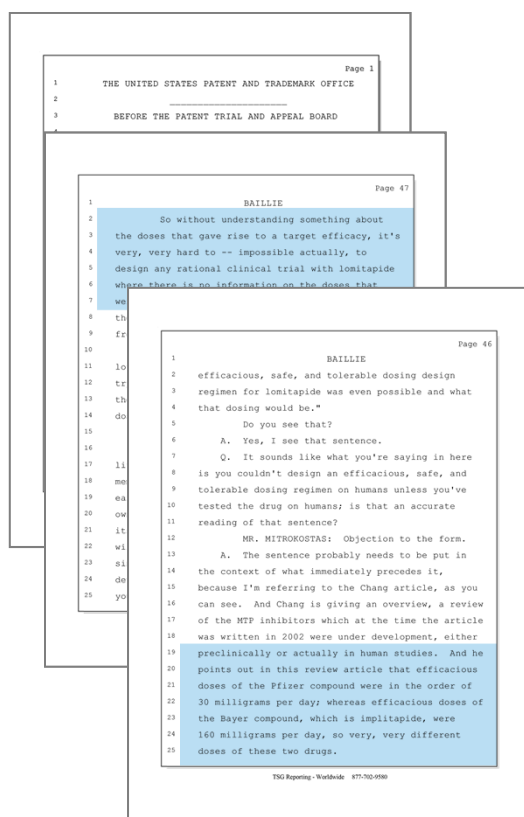 Page 1
1 THE UNITED STATES PATENT AND TRADEMARK OFFICE
2
3 BEFORE THE PATENT TRIAL AND APPEAL BOARD
Page 47
1 BAILLIE
2 So without understanding something about
3 the doses that gave rise to a target efficacy, it's
4 very, very hard to -- impossible actually, to
5 design any rational clinical trial with lomitapide
6 where there is no information on the doses that
7 we
8 th
9 fr
10
11 lo
12 tr
13 th
14 do
15
16
17 li
18 me
19 ea
20 ow
21 it
22 wi
23 si
24 de
25 yo
Page 46
1 BAILLIE
2 efficacious, safe, and tolerable dosing design
3 regimen for lomitapide was even possible and what
4 that dosing would be."
5 Do you see that?
6 A. Yes, I see that sentence.
7 Q. It sounds like what you're saying in here
8 is you couldn't design an efficacious, safe, and
9 tolerable dosing regimen on humans unless you've
10 tested the drug on humans; is that an accurate
11 reading of that sentence?
12 MR. MITROKOSTAS: Objection to the form.
13 A. The sentence probably needs to be put in
14 the context of what immediately precedes it,
15 because I'm referring to the Chang article, as you
16 can see. And Chang is giving an overview, a review
17 of the MTP inhibitors which at the time the article
18 was written in 2002 were under development, either
19 preclinically or actually in human studies. And he
20 points out in this review article that efficacious
21 doses of the Pfizer compound were in the order of
22 30 milligrams per day; whereas efficacious doses of
23 the Bayer compound, which is implitapide, were
24 160 milligrams per day, so very, very different
25 doses of these two drugs.
TSG Reporting - Worldwide 877-702-9580